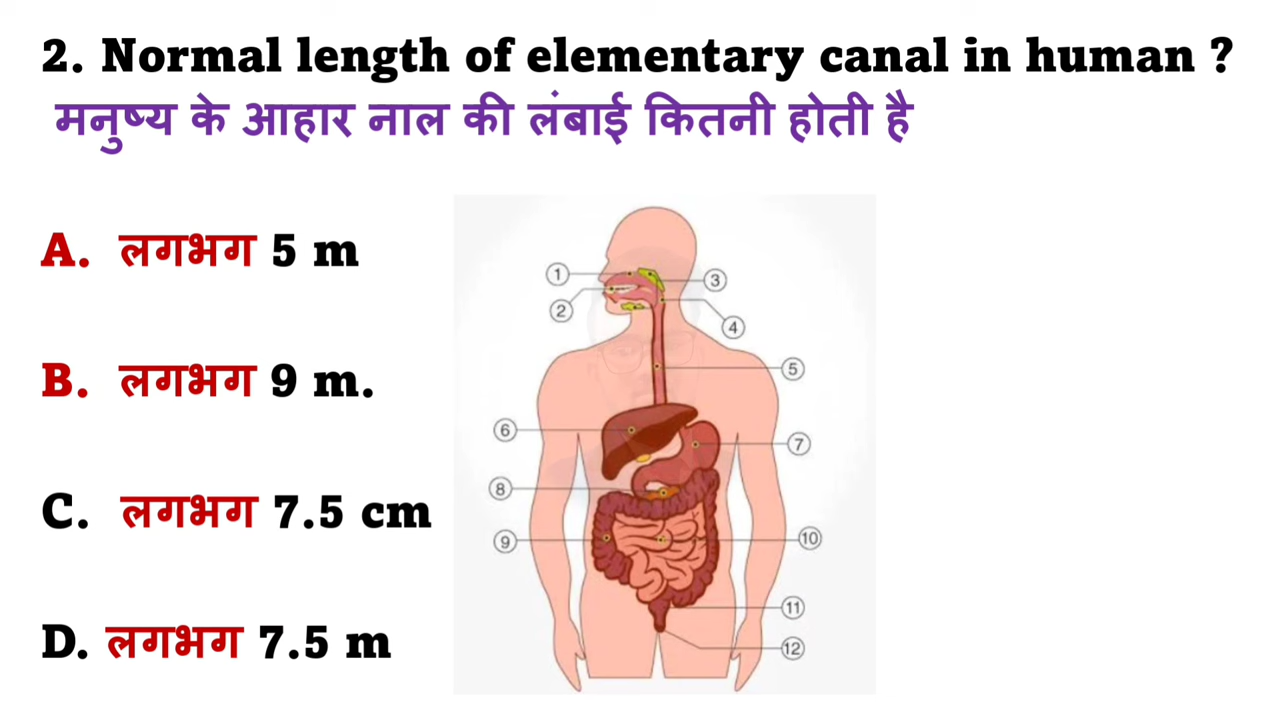 2. Normal length of elementary canal in human ?
मनुष्य के आहार नाल की लंबाई कितनी होती है
A. लगभग 5 m
B. लगभग 9 m.
C. लगभग 7.5 cm
D. लगभग 7.5 m
1
3
2
4
5
6
7
8
9
10
11
12